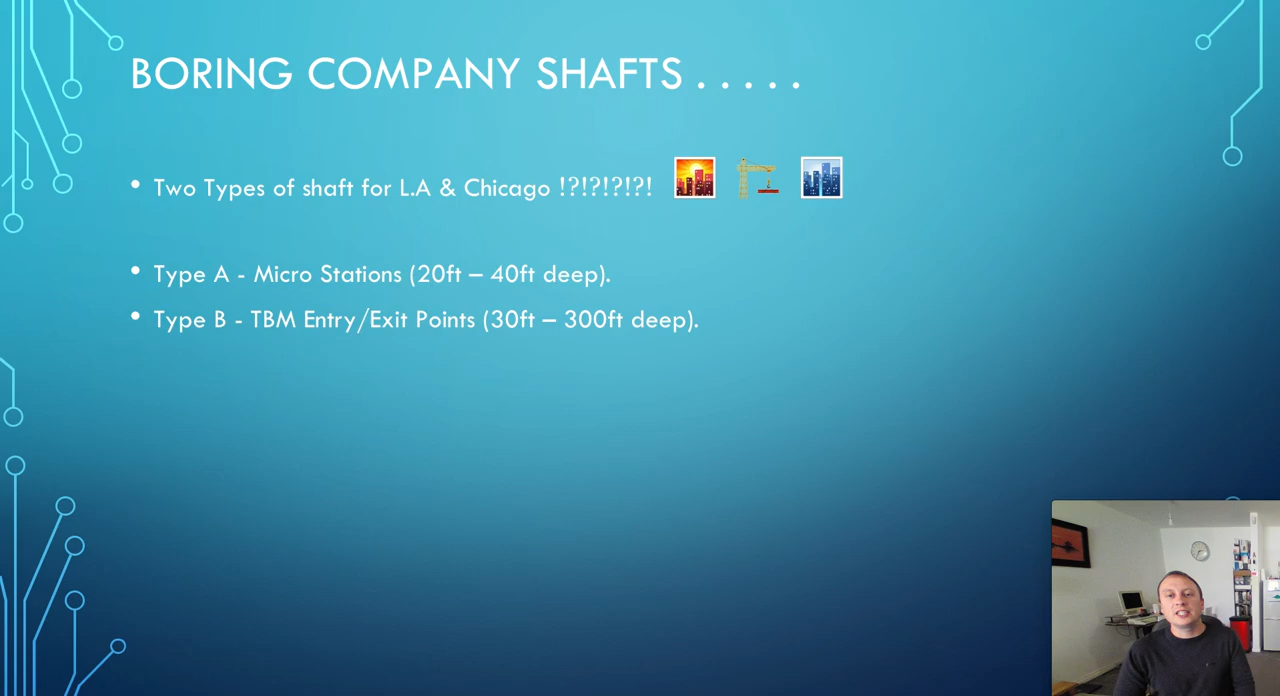 BORING COMPANY SHAFTS . . . . .
• Two Types of shaft for L.A & Chicago !?!?!?!?!
• Type A - Micro Stations (20ft – 40ft deep).
• Type B - TBM Entry/Exit Points (30ft – 300ft deep).